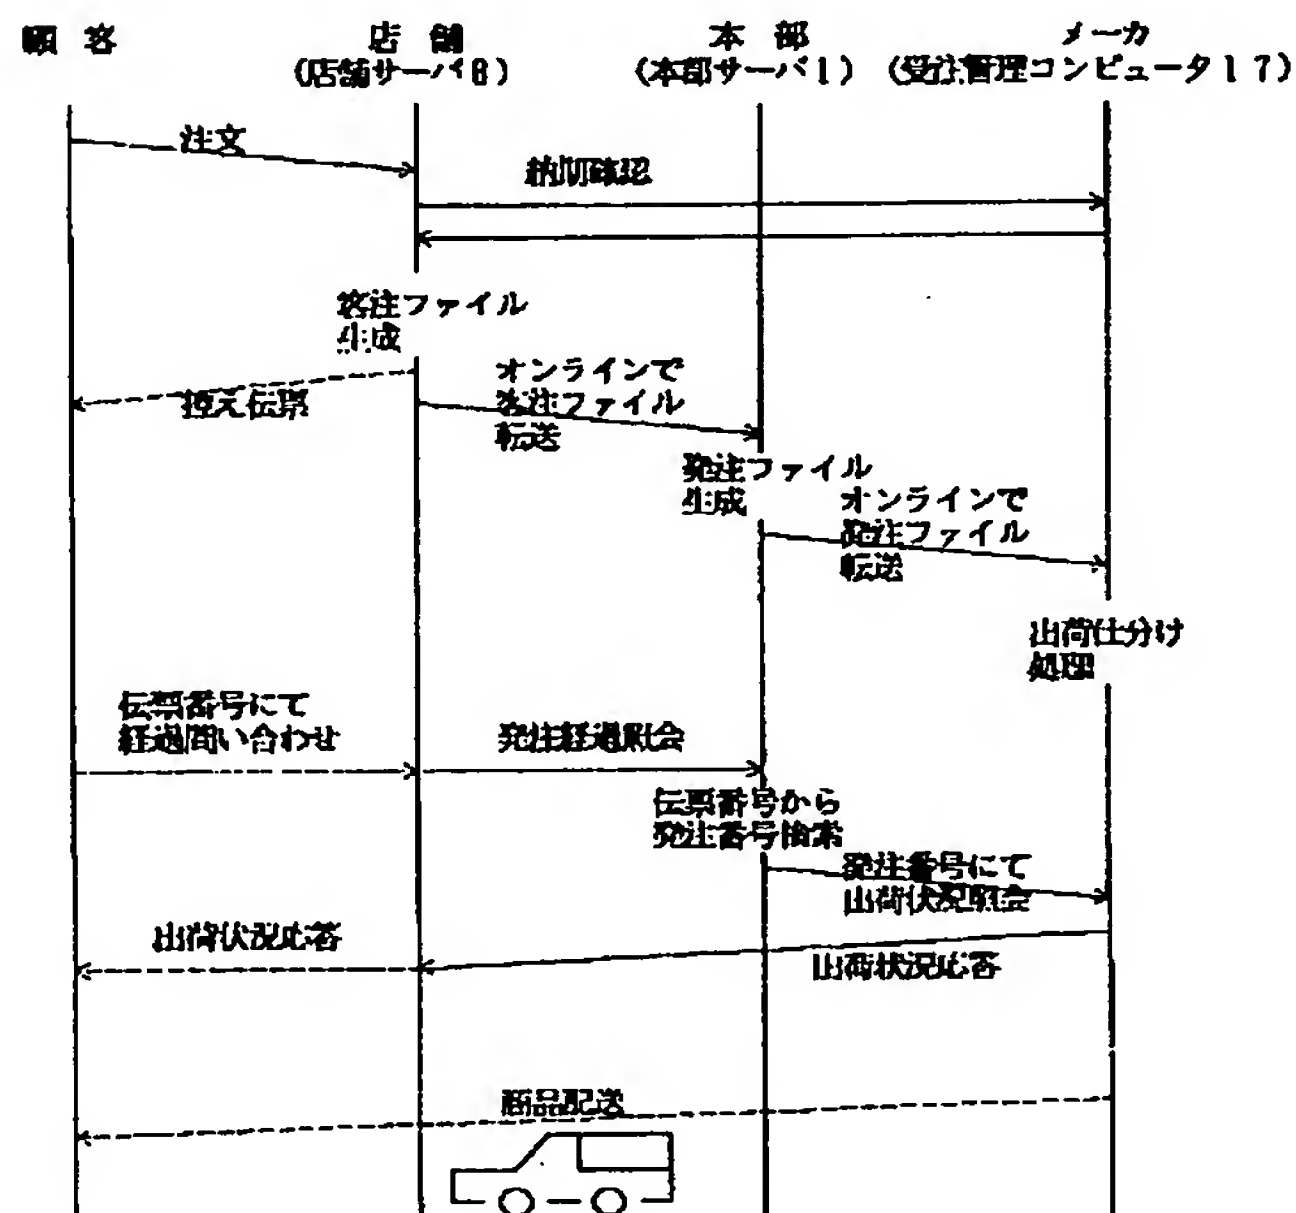 顧 客
店 舗
本 部
メーカ
(店舗サーバ8)
(本部サーバ1)
(受注管理コンピュータ17)
注文
納期確認
客注ファイル
生成
控え伝票
オンラインで
客注ファイル
転送
発注ファイル
生成
オンラインで
発注ファイル
転送
出荷仕分け
処理
伝票番号にて
経過問い合わせ
発注経過照会
伝票番号から
発注番号検索
発注番号にて
出荷状況照会
出荷状況応答
出荷状況応答
商品配送